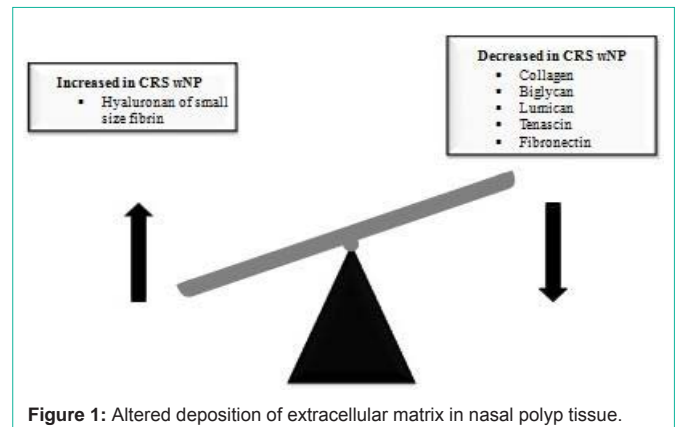 Increased in CRS wNP
▪ Hyaluronan of small
size fibrin
Decreased in CRS wNP
▪ Collagen
▪ Biglycan
▪ Lumican
▪ Tenascin
▪ Fibronectin
Figure 1: Altered deposition of extracellular matrix in nasal polyp tissue.